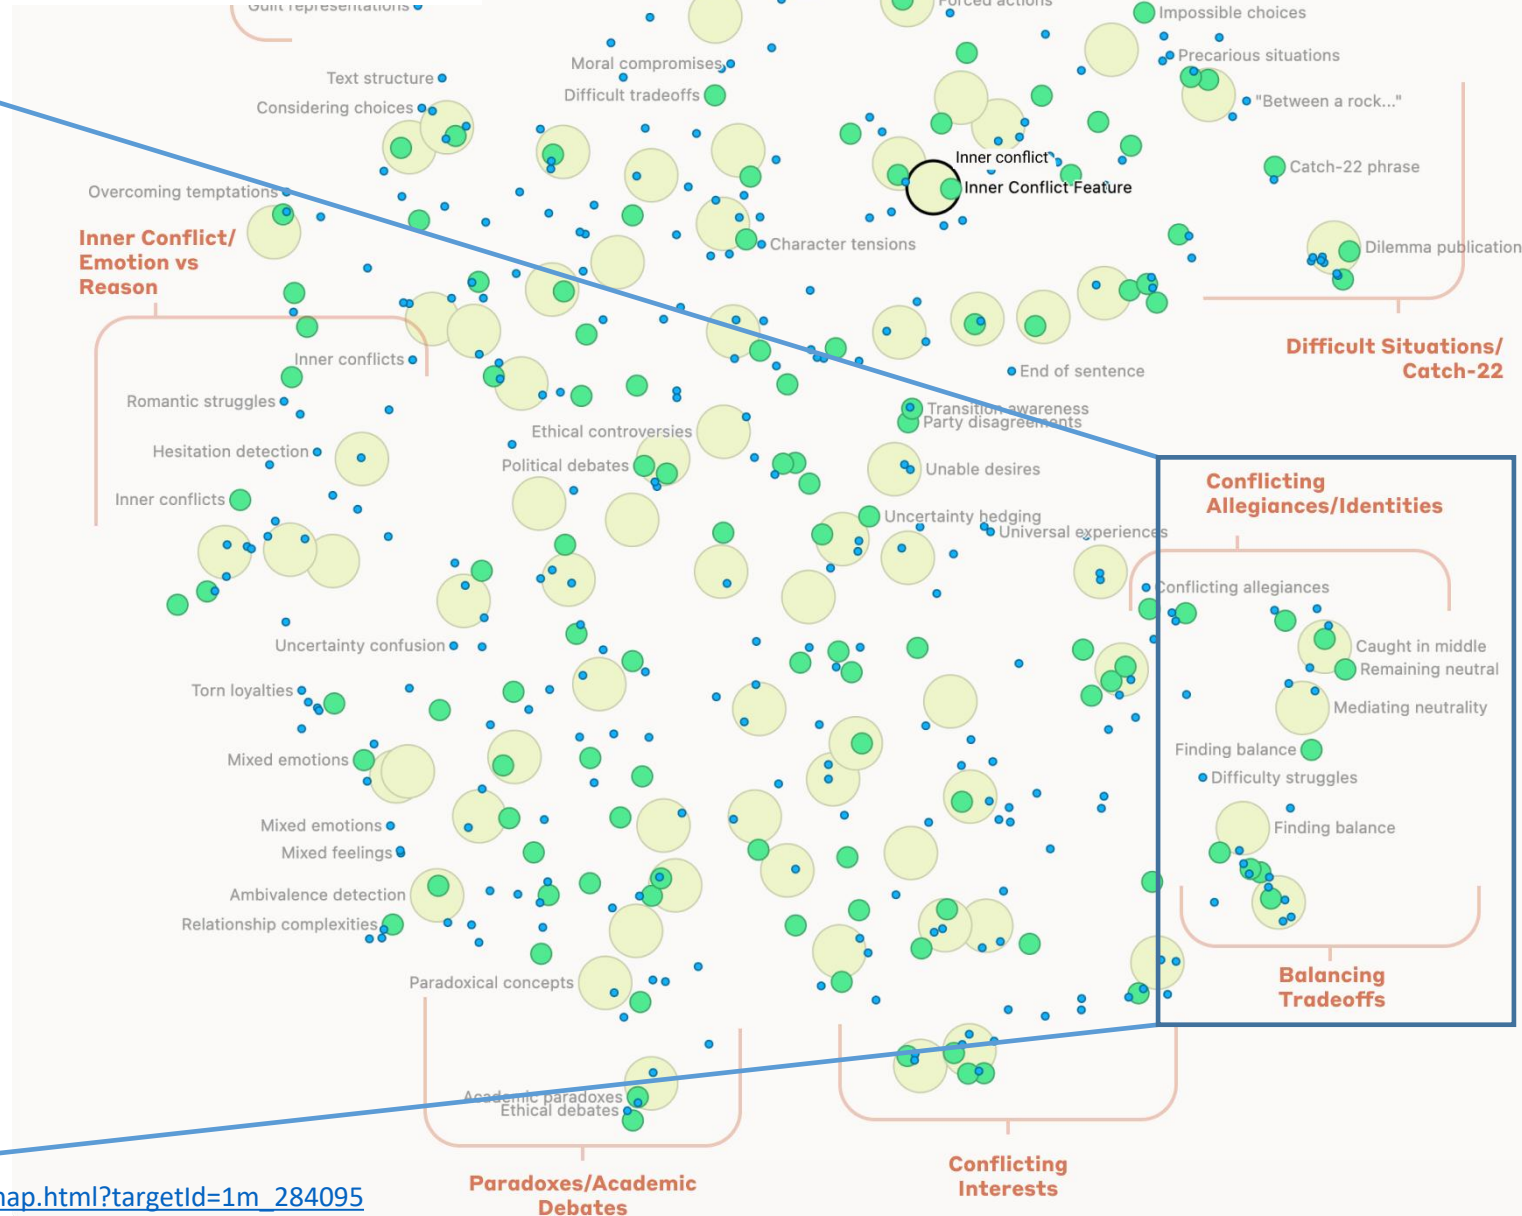 Guilt representations
Forced actions
Impossible choices
Moral compromises
Precarious situations
Text structure
Difficult tradeoffs
"Between a rock..."
Considering choices
Inner conflict
Catch-22 phrase
Inner Conflict Feature
Overcoming temptations
Character tensions
Dilemma publication
Inner Conflict/
Emotion vs
Reason
Difficult Situations/
Catch-22
Inner conflicts
End of sentence
Romantic struggles
Transition awareness
Party disagreements
Ethical controversies
Hesitation detection
Political debates
Unable desires
Conflicting
Allegiances/Identities
Inner conflicts
Uncertainty hedging
Universal experiences
Conflicting allegiances
Uncertainty confusion
Caught in middle
Remaining neutral
Torn loyalties
Mediating neutrality
Mixed emotions
Finding balance
Difficulty struggles
Mixed emotions
Finding balance
Mixed feelings
Ambivalence detection
Relationship complexities
Paradoxical concepts
Balancing
Tradeoffs
Academic paradoxes
Ethical debates
Conflicting
Interests
Paradoxes/Academic
Debates
map.html?targetId=1m_284095